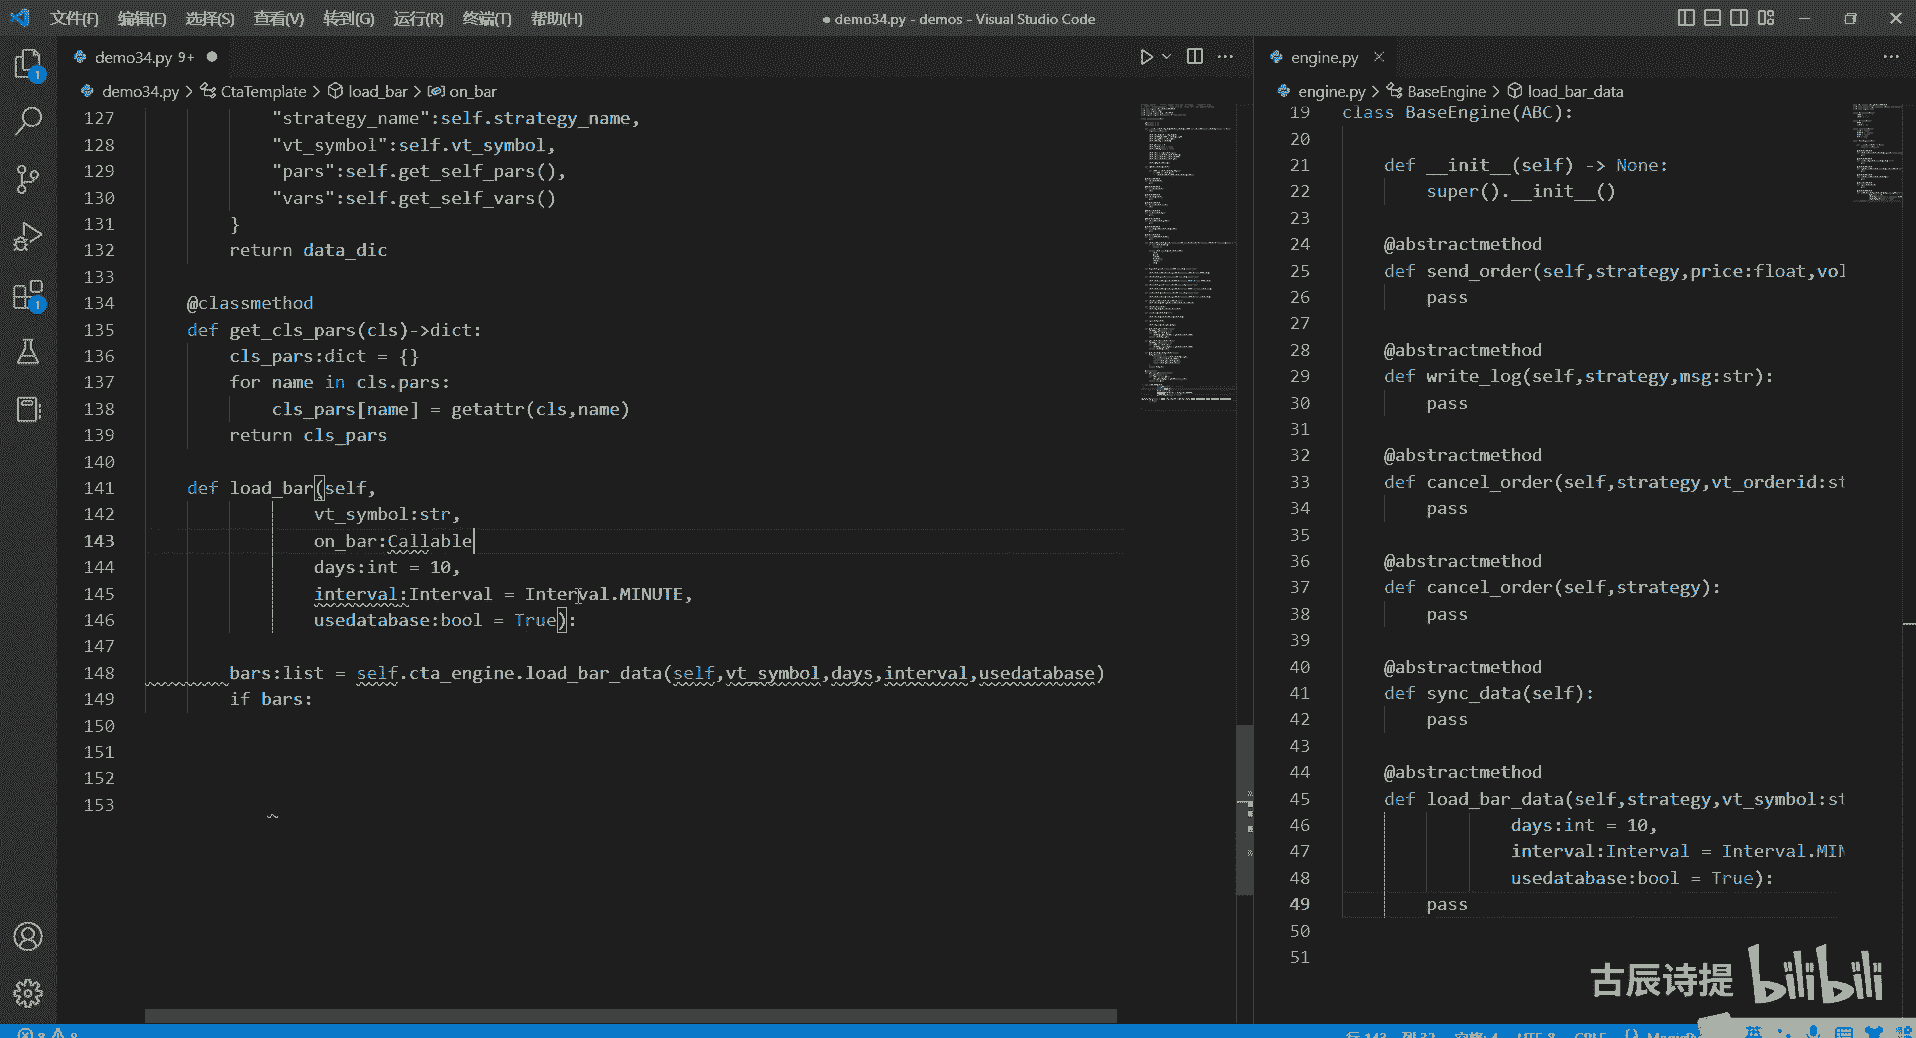 文件(F) 编辑(E) 选择(S) 查看(V) 转到(G) 运行(R) 终端(T) 帮助(H)
● demo34.py - demos - Visual Studio Code
demo34.py 9+ ●
demo34.py > CtaTemplate > load_bar > on_bar
127 "strategy_name":self.strategy_name,
128 "vt_symbol":self.vt_symbol,
129 "pars":self.get_self_pars(),
130 "vars":self.get_self_vars()
131 }
132 return data_dic
133
134 @classmethod
135 def get_cls_pars(cls)->dict:
136 cls_pars:dict = {}
137 for name in cls.pars:
138 cls_pars[name] = getattr(cls,name)
139 return cls_pars
140
141 def load_bar(self,
142 vt_symbol:str,
143 on_bar:Callable
144 days:int = 10,
145 interval:Interval = Interval.MINUTE,
146 usedatabase:bool = True):
147
148 bars:list = self.cta_engine.load_bar_data(self,vt_symbol,days,interval,usedatabase)
149 if bars:
150
151
152
153
engine.py
engine.py > BaseEngine > load_bar_data
19 class BaseEngine(ABC):
20
21 def __init__(self) -> None:
22 super().__init__()
23
24 @abstractmethod
25 def send_order(self,strategy,price:float,vol
26 pass
27
28 @abstractmethod
29 def write_log(self,strategy,msg:str):
30 pass
31
32 @abstractmethod
33 def cancel_order(self,strategy,vt_orderid:st
34 pass
35
36 @abstractmethod
37 def cancel_order(self,strategy):
38 pass
39
40 @abstractmethod
41 def sync_data(self):
42 pass
43
44 @abstractmethod
45 def load_bar_data(self,strategy,vt_symbol:st
46 days:int = 10,
47 interval:Interval = Interval.MIN
48 usedatabase:bool = True):
49 pass
50
51
1
1
古辰诗提 bilibili